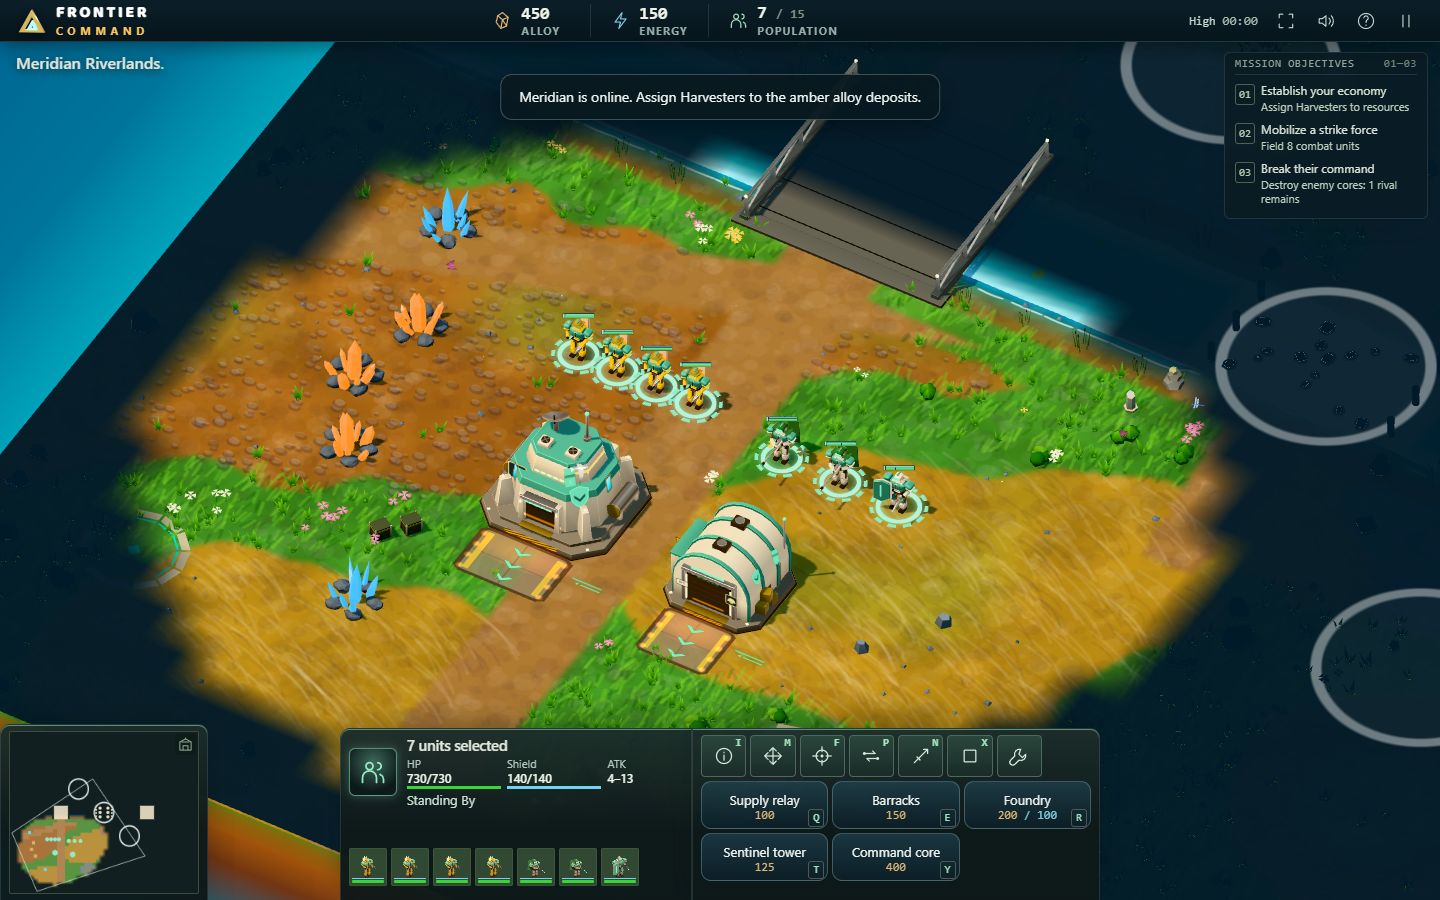 FRONTIER
COMMAND
450
ALLOY
150
ENERGY
7 / 15
POPULATION
High 00:00
Meridian Riverlands.
Meridian is online. Assign Harvesters to the amber alloy deposits.
MISSION OBJECTIVES 01—03
01 Establish your economy
Assign Harvesters to resources
02 Mobilize a strike force
Field 8 combat units
03 Break their command
Destroy enemy cores: 1 rival
remains
7 units selected
HP Shield ATK
730/730 140/140 4–13
Standing By
I M F P N X
Supply relay
100 Q
Barracks
150 E
Foundry
200 / 100 R
Sentinel tower
125 T
Command core
400 Y